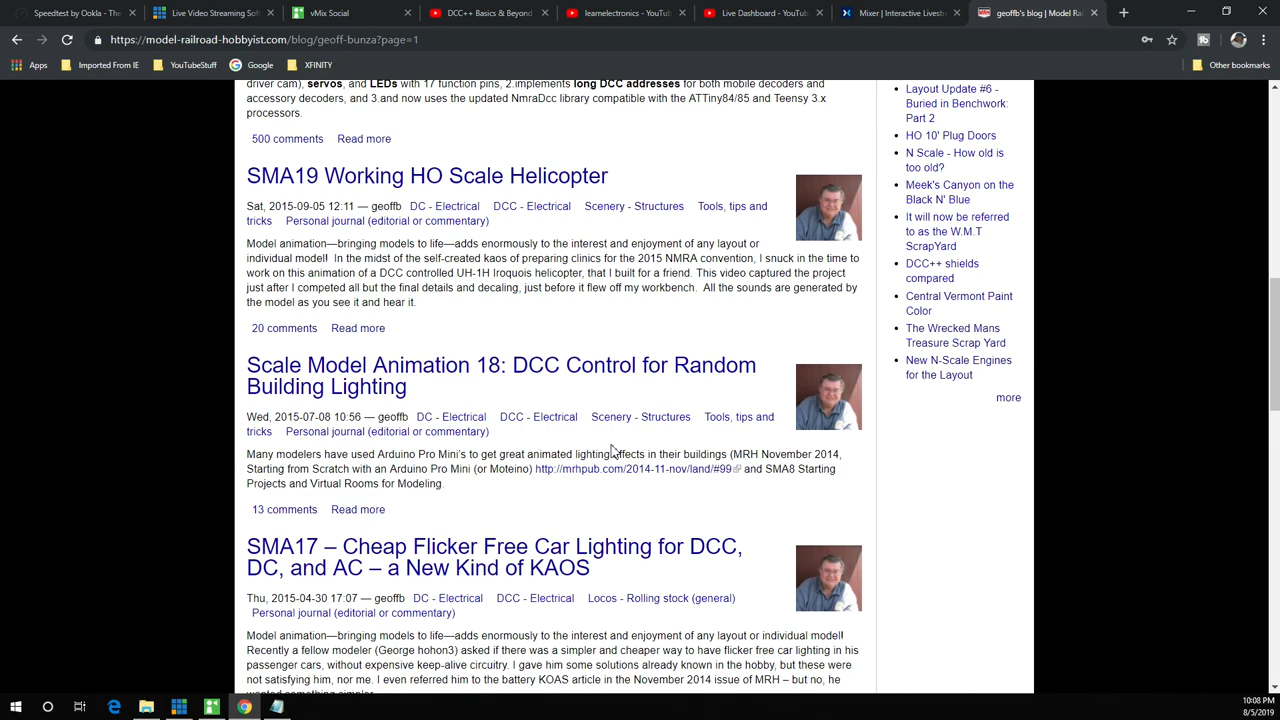 Speedtest by Ookla - The
Live Video Streaming Soft
vMix Social
DCC++ Basics & Beyond
learnelectronics - YouTub
Live Dashboard - YouTub
Mixer | Interactive Livestr
geoffb's blog | Model Rai
https://model-railroad-hobbyist.com/blog/geoff-bunza?page=1
Apps
Imported From IE
YouTubeStuff
Google
XFINITY
Other bookmarks
driver cam), servos, and LEDs with 17 function pins, 2.implements long DCC addresses for both mobile decoders and
accessory decoders, and 3.and now uses the updated NmraDcc library compatible with the ATTiny84/85 and Teensy 3.x
processors.
500 comments Read more
SMA19 Working HO Scale Helicopter
Sat, 2015-09-05 12:11 — geoffb DC - Electrical DCC - Electrical Scenery - Structures Tools, tips and
tricks Personal journal (editorial or commentary)
Model animation—bringing models to life—adds enormously to the interest and enjoyment of any layout or
individual model! In the midst of the self-created kaos of preparing clinics for the 2015 NMRA convention, I snuck in the time to
work on this animation of a DCC controlled UH-1H Iroquois helicopter, that I built for a friend. This video captured the project
just after I competed all but the final details and decaling, just before it flew off my workbench. All the sounds are generated by
the model as you see it and hear it.
20 comments Read more
Scale Model Animation 18: DCC Control for Random
Building Lighting
Wed, 2015-07-08 10:56 — geoffb DC - Electrical DCC - Electrical Scenery - Structures Tools, tips and
tricks Personal journal (editorial or commentary)
Many modelers have used Arduino Pro Mini's to get great animated lighting effects in their buildings (MRH November 2014,
Starting from Scratch with an Arduino Pro Mini (or Moteino) http://mrhpub.com/2014-11-nov/land/#99 and SMA8 Starting
Projects and Virtual Rooms for Modeling.
13 comments Read more
SMA17 – Cheap Flicker Free Car Lighting for DCC,
DC, and AC – a New Kind of KAOS
Thu, 2015-04-30 17:07 — geoffb DC - Electrical DCC - Electrical Locos - Rolling stock (general)
Personal journal (editorial or commentary)
Model animation—bringing models to life—adds enormously to the interest and enjoyment of any layout or individual model!
Recently a fellow modeler (George hohon3) asked if there was a simpler and cheaper way to have flicker free car lighting in his
passenger cars, without expensive keep-alive circuitry. I gave him some solutions already known in the hobby, but these were
not satisfying him, nor me. I even referred him to the battery KOAS article in the November 2014 issue of MRH – but no, he
wanted something simpler.
Layout Update #6 -
Buried in Benchwork:
Part 2
HO 10' Plug Doors
N Scale - How old is
too old?
Meek's Canyon on the
Black N' Blue
It will now be referred
to as the W.M.T
ScrapYard
DCC++ shields
compared
Central Vermont Paint
Color
The Wrecked Mans
Treasure Scrap Yard
New N-Scale Engines
for the Layout
more
10:08 PM
8/5/2019